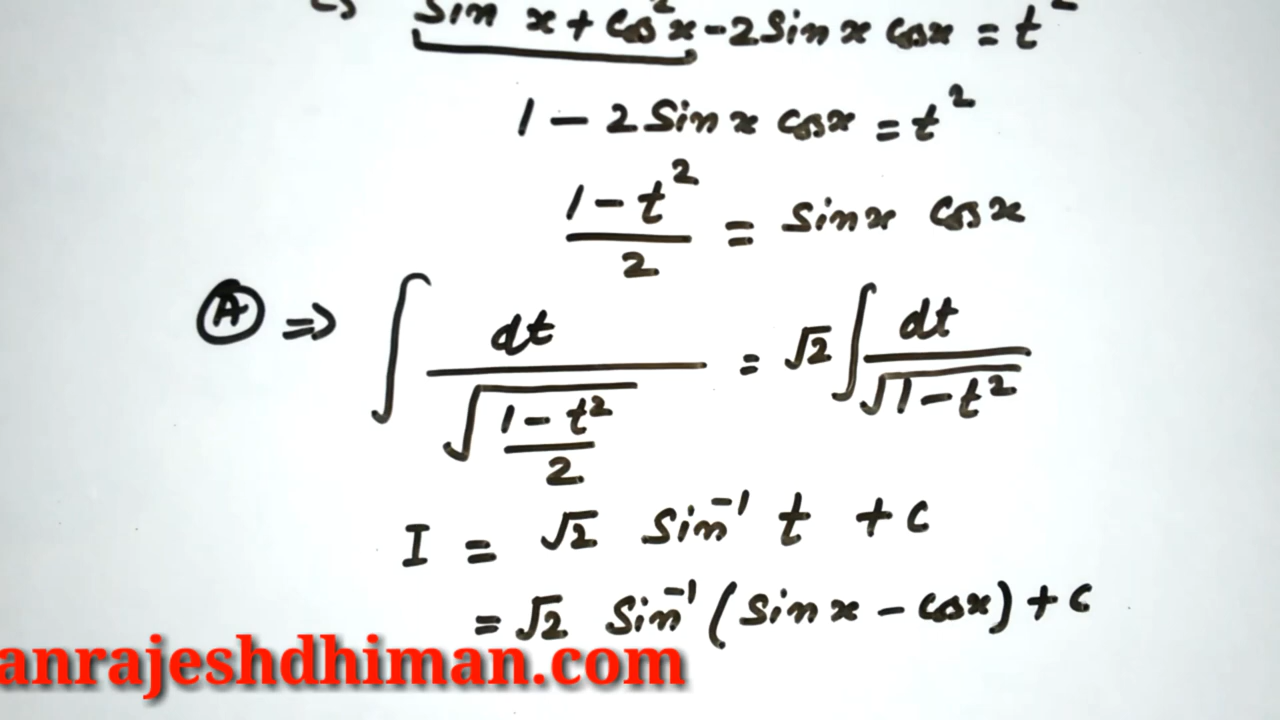 ⇒ sin² x + cos²x - 2 sin x cos x = t²
1 - 2 Sin x cos x = t²
(1 - t²)/2 = sin x cos x
Ⓐ ⇒ ∫ dt/√((1 - t²)/2) = √2 ∫ dt/√(1 - t²)
I = √2 Sin⁻¹ t + c
= √2 Sin⁻¹ (Sin x - cos x) + c
anrajeshdhiman.com